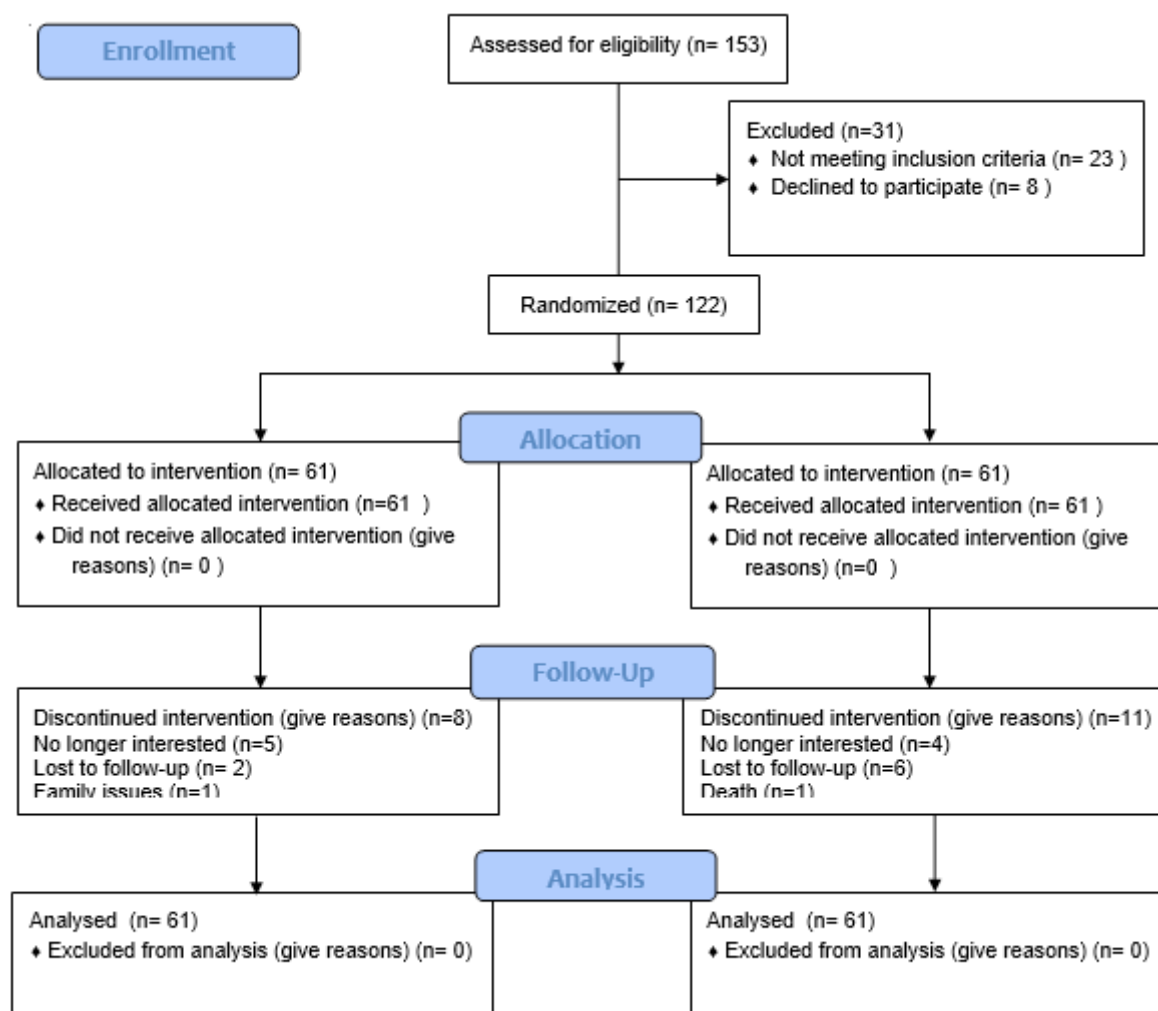 Enrollment
Assessed for eligibility (n= 153)
Excluded (n=31)
♦ Not meeting inclusion criteria (n= 23 )
♦ Declined to participate (n= 8 )
Randomized (n= 122)
Allocation
Allocated to intervention (n= 61)
♦ Received allocated intervention (n=61  )
♦ Did not receive allocated intervention (give
reasons) (n= 0 )
Allocated to intervention (n= 61)
♦ Received allocated intervention (n= 61 )
♦ Did not receive allocated intervention (give
reasons) (n=0  )
Follow-Up
Discontinued intervention (give reasons) (n=8)
No longer interested (n=5)
Lost to follow-up (n= 2)
Family issues (n=1)
Discontinued intervention (give reasons) (n=11)
No longer interested (n=4)
Lost to follow-up (n=6)
Death (n=1)
Analysis
Analysed  (n= 61)
♦ Excluded from analysis (give reasons) (n= 0)
Analysed  (n= 61)
♦ Excluded from analysis (give reasons) (n= 0)